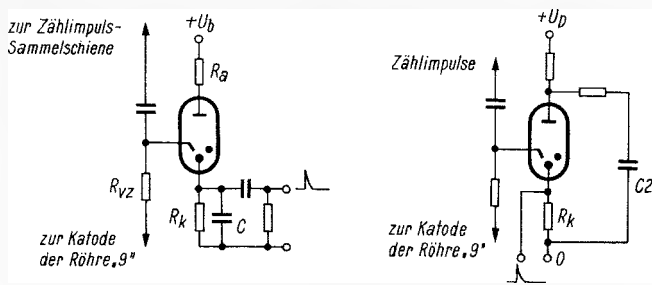 zur Zählimpuls-
Sammelschiene
+U_b
R_a
R_vz
R_k
C
zur Katode
der Röhre „9"
+U_p
Zählimpulse
C2
R_k
zur Katode
der Röhre „9"
0